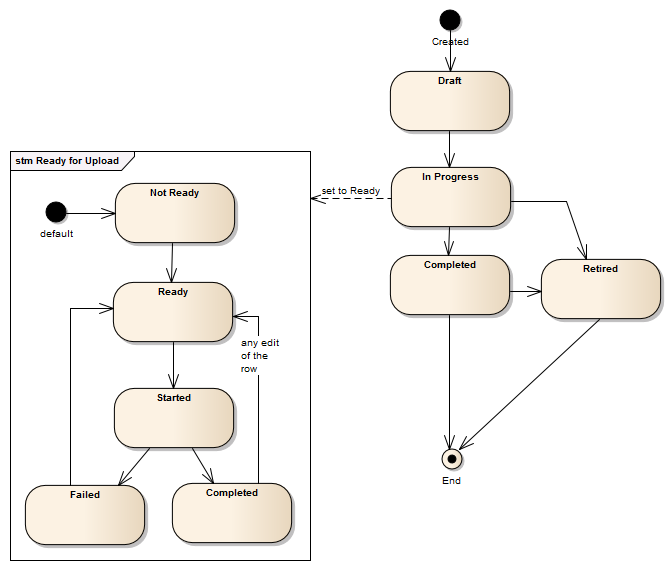 Created
Draft
stm Ready for Upload
In Progress
Not Ready
set to Ready
default
Completed
Retired
Ready
any edit
of the
row
Started
Failed
Completed
End